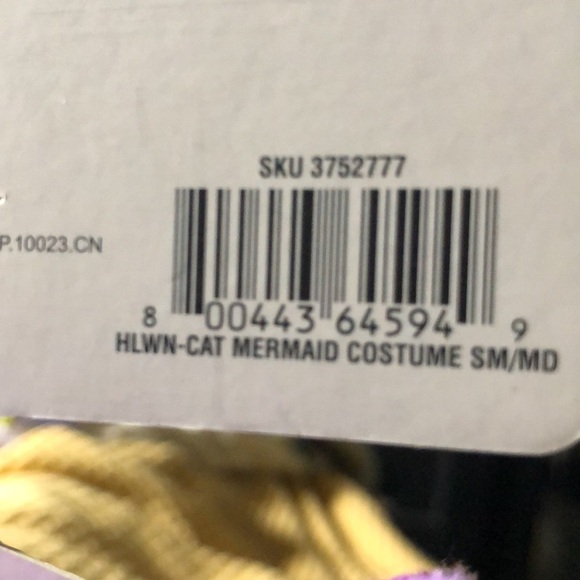 SKU 3752777
P.10023.CN
8 00443 64594 9
HLWN-CAT MERMAID COSTUME SM/MD